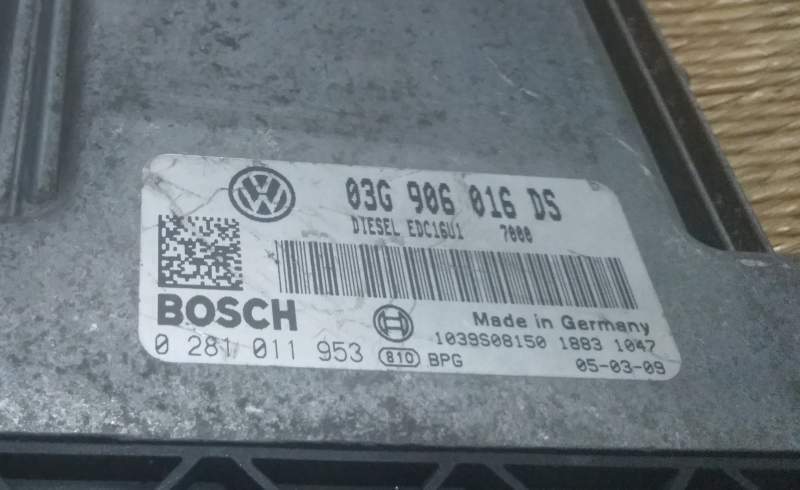 03G 906 016 DS
DIESEL EDC16U1 7000
BOSCH
Made in Germany
0 281 011 953 810 BPG
1039S08150 1883 1047
05-03-09